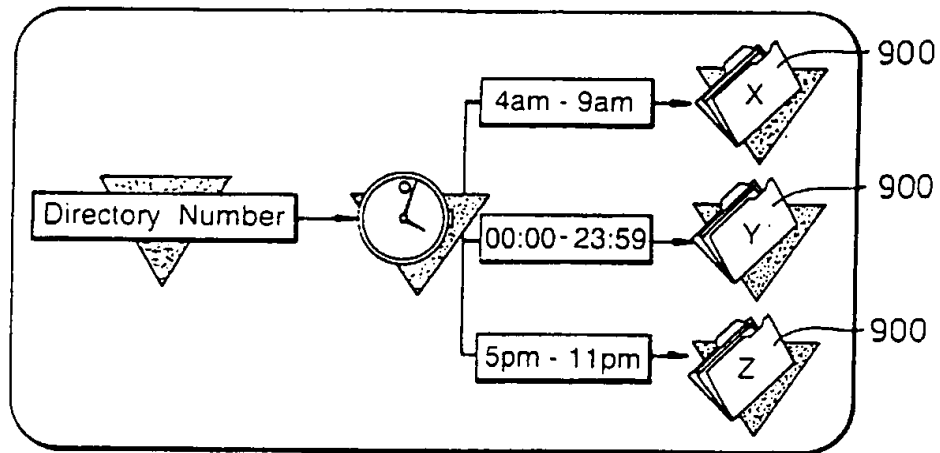 4am - 9am
X
900
Directory Number
00:00 - 23:59
Y
900
5pm - 11pm
Z
900